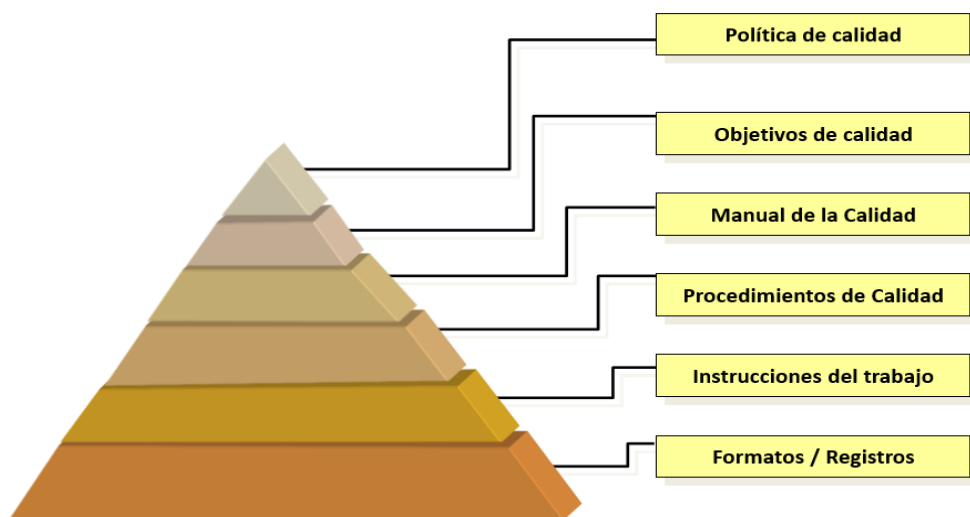 Política de calidad
Objetivos de calidad
Manual de la Calidad
Procedimientos de Calidad
Instrucciones del trabajo
Formatos / Registros